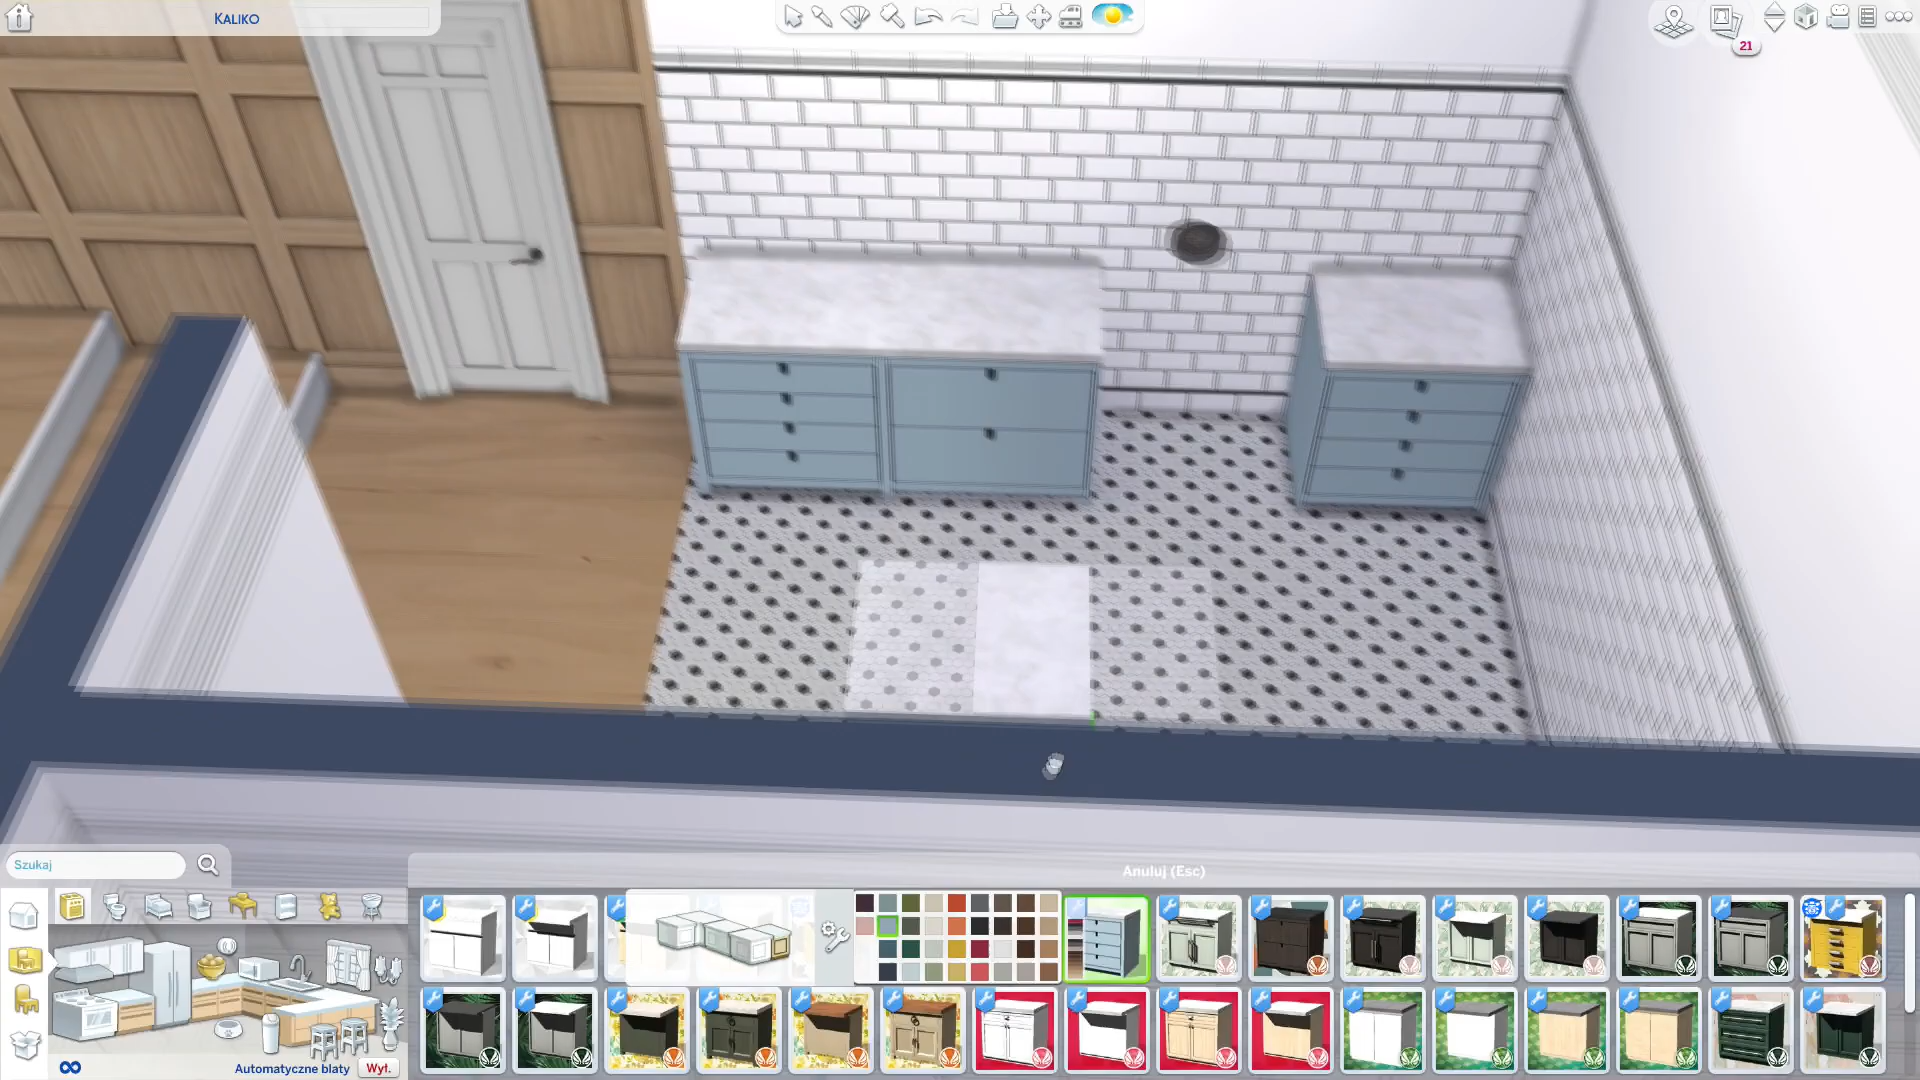 Kaliko
21
Szukaj
Anuluj (Esc)
Automatyczne blaty
Wył.